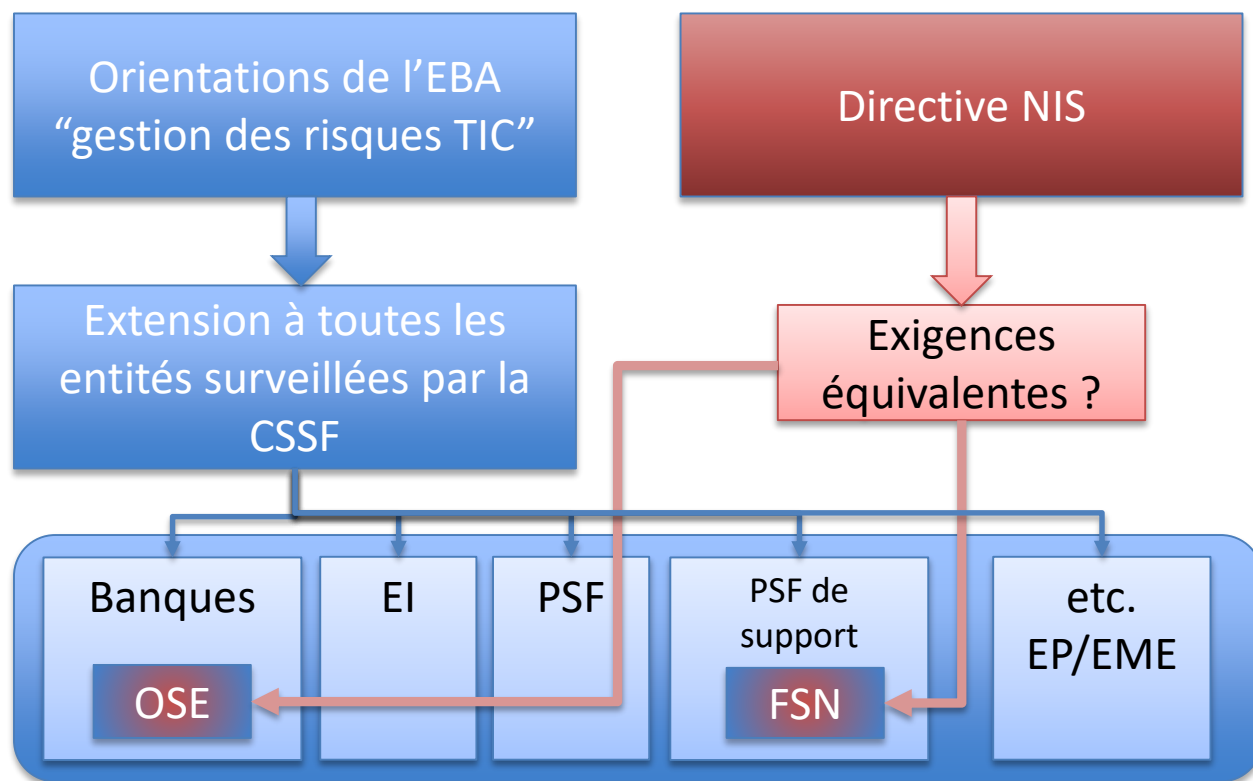 Orientations de l’EBA
“gestion des risques TIC”
Directive NIS
Extension à toutes les
entités surveillées par la
CSSF
Exigences
équivalentes ?
Banques
OSE
EI
PSF
PSF de
support
FSN
etc.
EP/EME